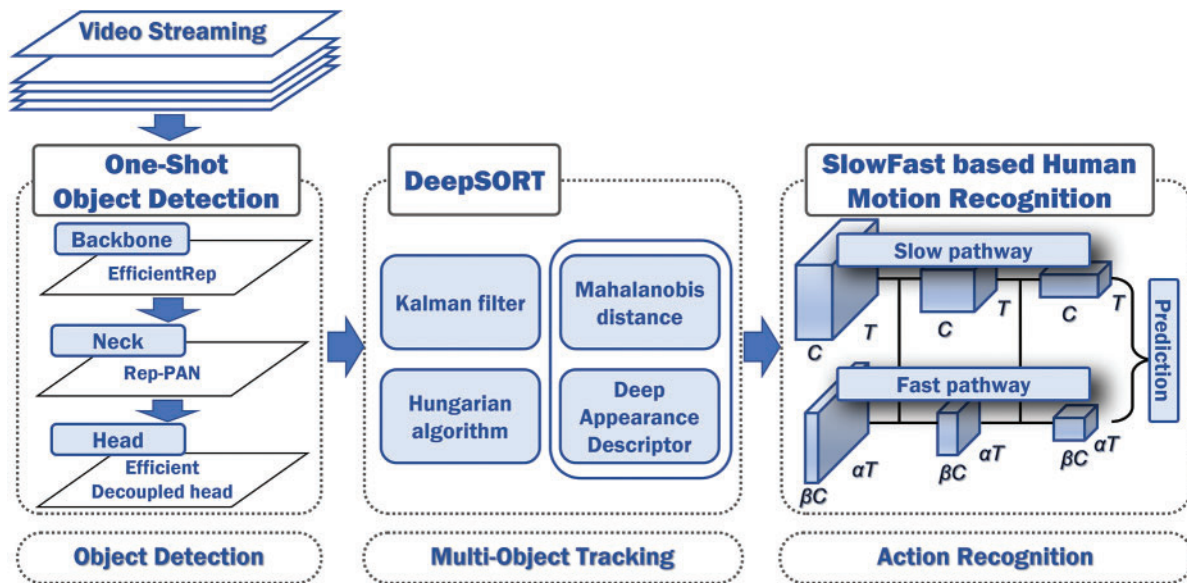 Video Streaming
One-Shot
Object Detection
Backbone
EfficientRep
Neck
Rep-PAN
Head
Efficient
Decoupled head
Object Detection
DeepSORT
Kalman filter
Mahalanobis
distance
Hungarian
algorithm
Deep
Appearance
Descriptor
Multi-Object Tracking
SlowFast based Human
Motion Recognition
Slow pathway
T
C
T
C
T
C
Fast pathway
αT
βC
αT
βC
αT
βC
Prediction
Action Recognition